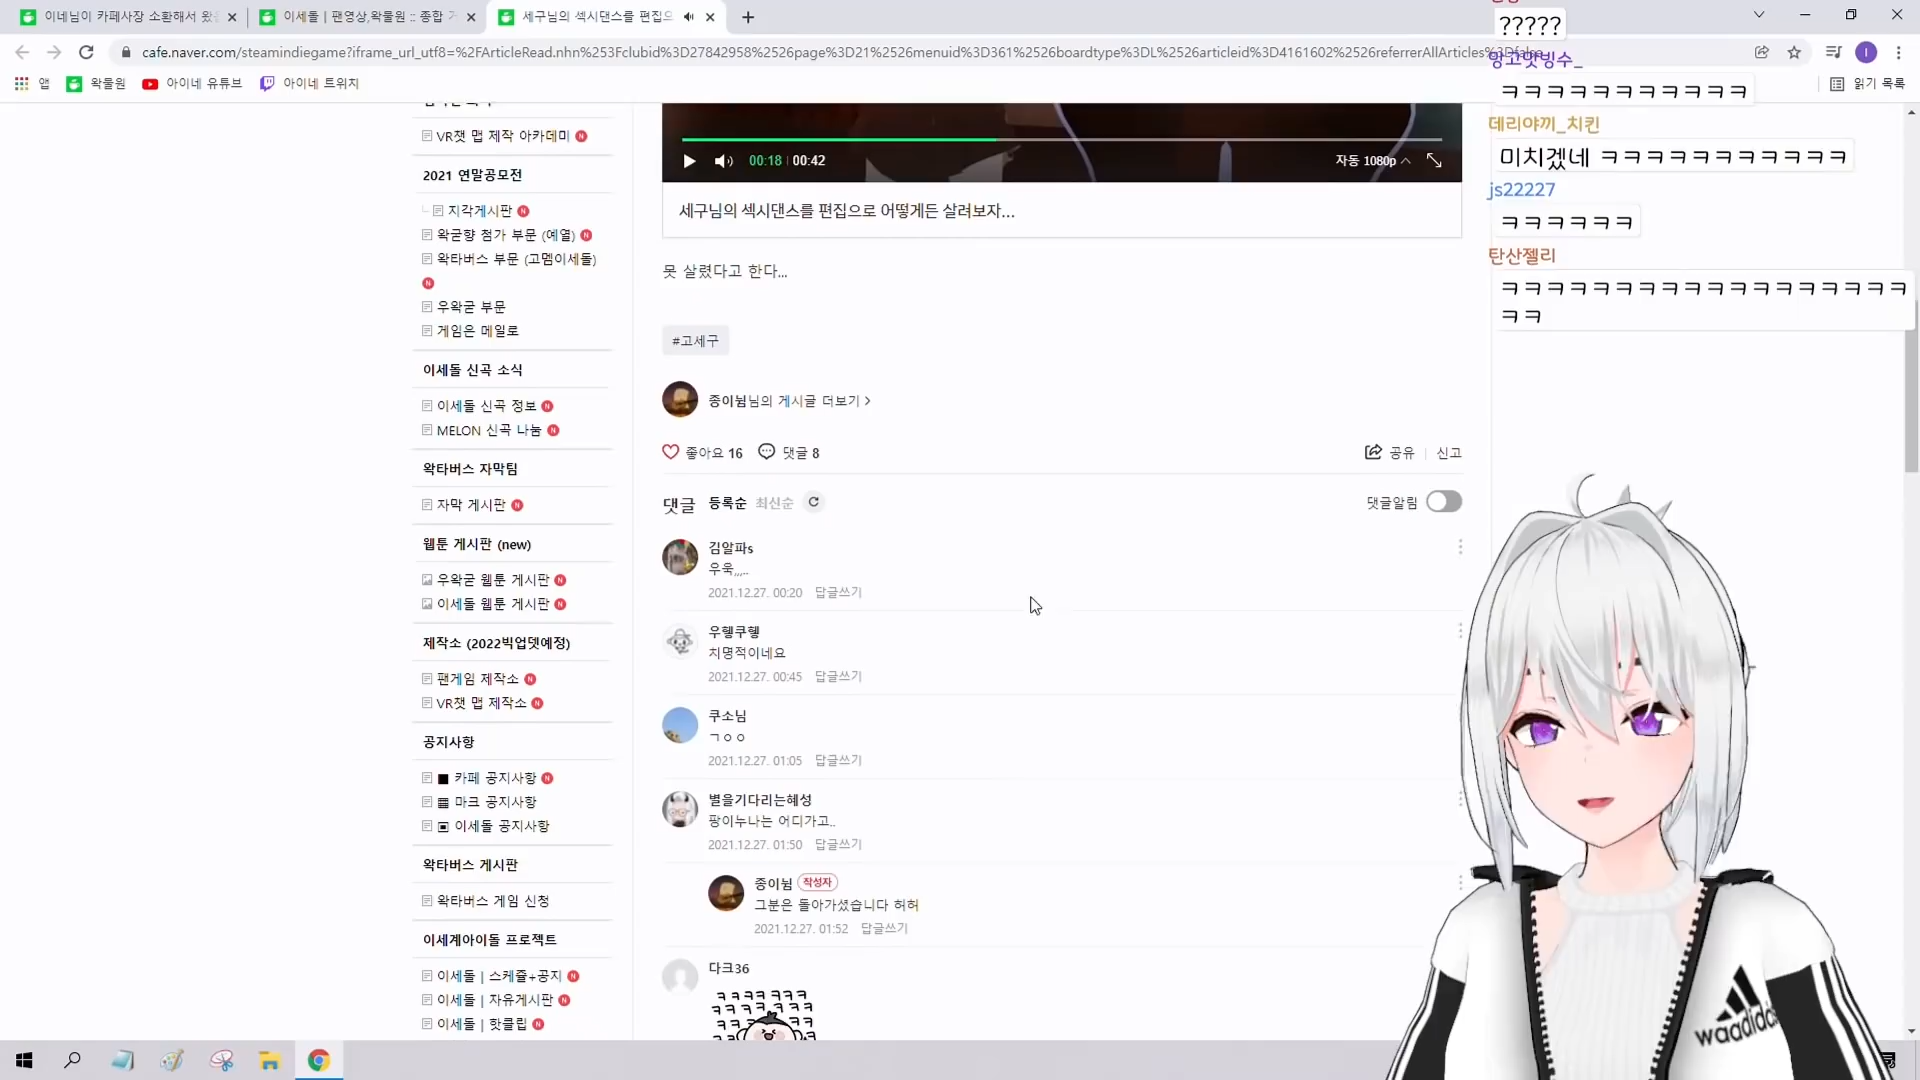 이네님이 카페사장 소환해서 왔
이세돌 | 팬영상,왁물원 :: 종합
세구님의 섹시댄스를 편집으
cafe.naver.com/steamindiegame?iframe_url_utf8=%2FArticleRead.nhn%253Fclubid%3D27842958%2526page%3D21%2526menuid%3D361%2526boardtype%3DL%2526articleid%3D4161602%2526referrerAllArticles%3Dfalse
앱
왁물원
아이네 유튜브
아이네 트위치
읽기 목록
VR챗 맵 제작 아카데미
2021 연말공모전
지각게시판
왁굳향 첨가 부문 (예열)
왁타버스 부문 (고멤이세돌)
우왁굳 부문
게임은 메일로
이세돌 신곡 소식
이세돌 신곡 정보
MELON 신곡 나눔
왁타버스 자막팀
자막 게시판
웹툰 게시판 (new)
우왁굳 웹툰 게시판
이세돌 웹툰 게시판
제작소 (2022빅업뎃예정)
팬게임 제작소
VR챗 맵 제작소
공지사항
■ 카페 공지사항
▦ 마크 공지사항
▣ 이세돌 공지사항
왁타버스 게시판
왁타버스 게임 신청
이세계아이돌 프로젝트
이세돌 | 스케쥴+공지
이세돌 | 자유게시판
이세돌 | 핫클립
00:18 00:42
자동 1080p
세구님의 섹시댄스를 편집으로 어떻게든 살려보자...
못 살렸다고 한다...
#고세구
종이뭡님의 게시글 더보기
좋아요 16 댓글 8
공유 신고
댓글 등록순 최신순
댓글알림
김알파s
우욱,,,..
2021.12.27. 00:20 답글쓰기
우헹쿠헹
치명적이네요
2021.12.27. 00:45 답글쓰기
쿠소님
ㄱㅇㅇ
2021.12.27. 01:05 답글쓰기
별을기다리는혜성
팡이누나는 어디가고..
2021.12.27. 01:50 답글쓰기
종이뭡 작성자
그분은 돌아가셨습니다 허허
2021.12.27. 01:52 답글쓰기
다크36
ㅋㅋㅋㅋㅋㅋㅋ
?????
망고맛빙수_
ㅋㅋㅋㅋㅋㅋㅋㅋㅋㅋㅋ
데리야끼_치킨
미치겠네 ㅋㅋㅋㅋㅋㅋㅋㅋㅋㅋㅋ
js22227
ㅋㅋㅋㅋㅋㅋ
탄산젤리
ㅋㅋㅋㅋㅋㅋㅋㅋㅋㅋㅋㅋㅋㅋㅋㅋㅋㅋ
ㅋㅋ
waadidas